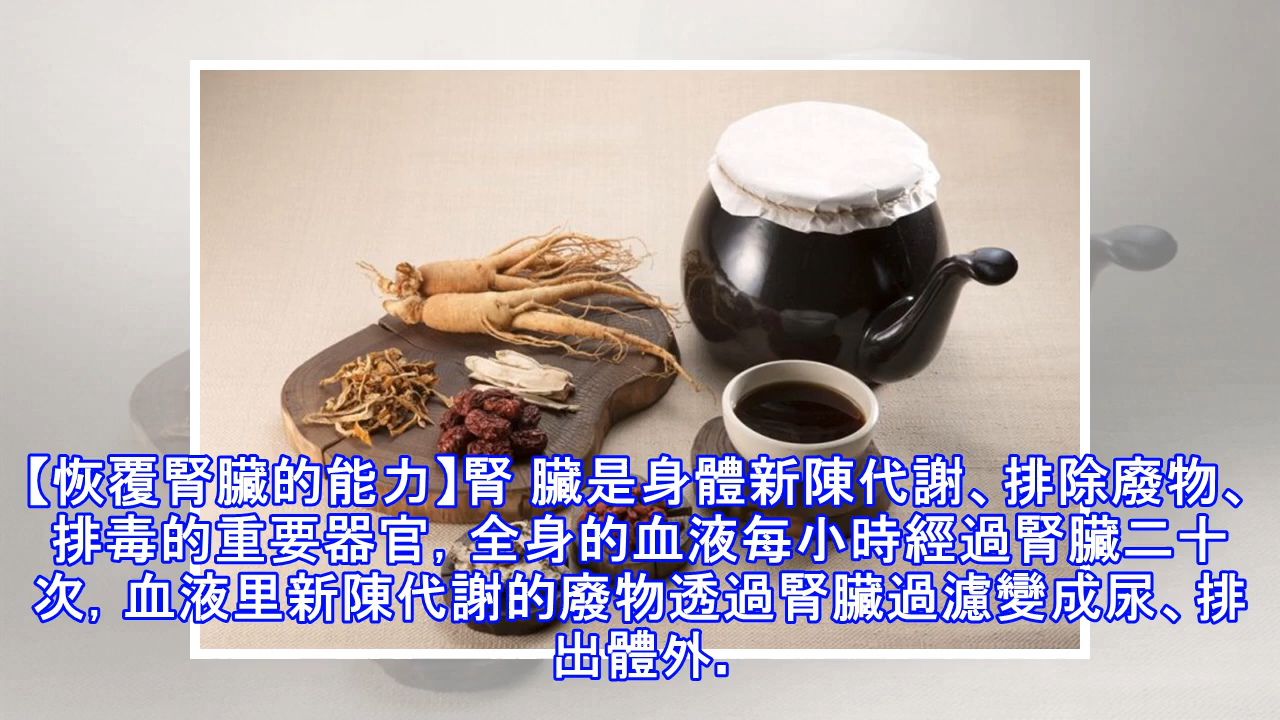 【恢覆腎臟的能力】腎 臟是身體新陳代謝、排除廢物、
排毒的重要器官, 全身的血液每小時經過腎臟二十
次, 血液里新陳代謝的廢物透過腎臟過濾變成尿、排
出體外.